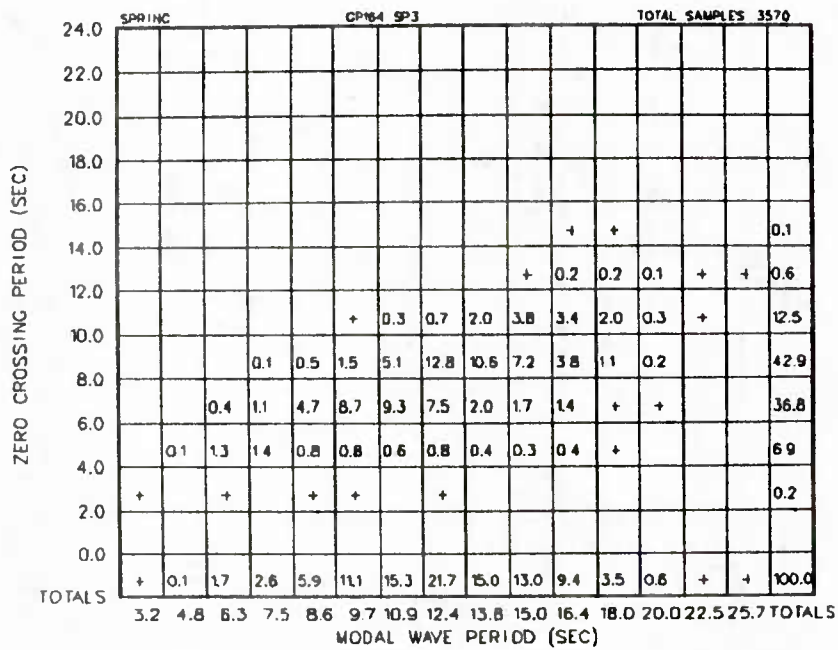 SPRING GP164 SP3 TOTAL SAMPLES 3570
24.0
22.0
20.0
18.0
16.0
+ + 0.1
14.0
+ 0.2 0.2 0.1 + + 0.6
12.0
+ 0.3 0.7 2.0 3.8 3.4 2.0 0.3 + 12.5
10.0
0.1 0.5 1.5 5.1 12.8 10.6 7.2 3.8 1.1 0.2 42.9
8.0
0.4 1.1 4.7 8.7 9.3 7.5 2.0 1.7 1.4 + + 36.8
6.0
0.1 1.3 1.4 0.8 0.8 0.6 0.8 0.4 0.3 0.4 + 6.9
4.0
+ + + + + 0.2
2.0
0.0
+ 0.1 1.7 2.6 5.9 11.1 15.3 21.7 15.0 13.0 9.4 3.5 0.6 + + 100.0
TOTALS
3.2 4.8 6.3 7.5 8.6 9.7 10.9 12.4 13.8 15.0 16.4 18.0 20.0 22.5 25.7 TOTALS
MODAL WAVE PERIOD (SEC)
ZERO CROSSING PERIOD (SEC)